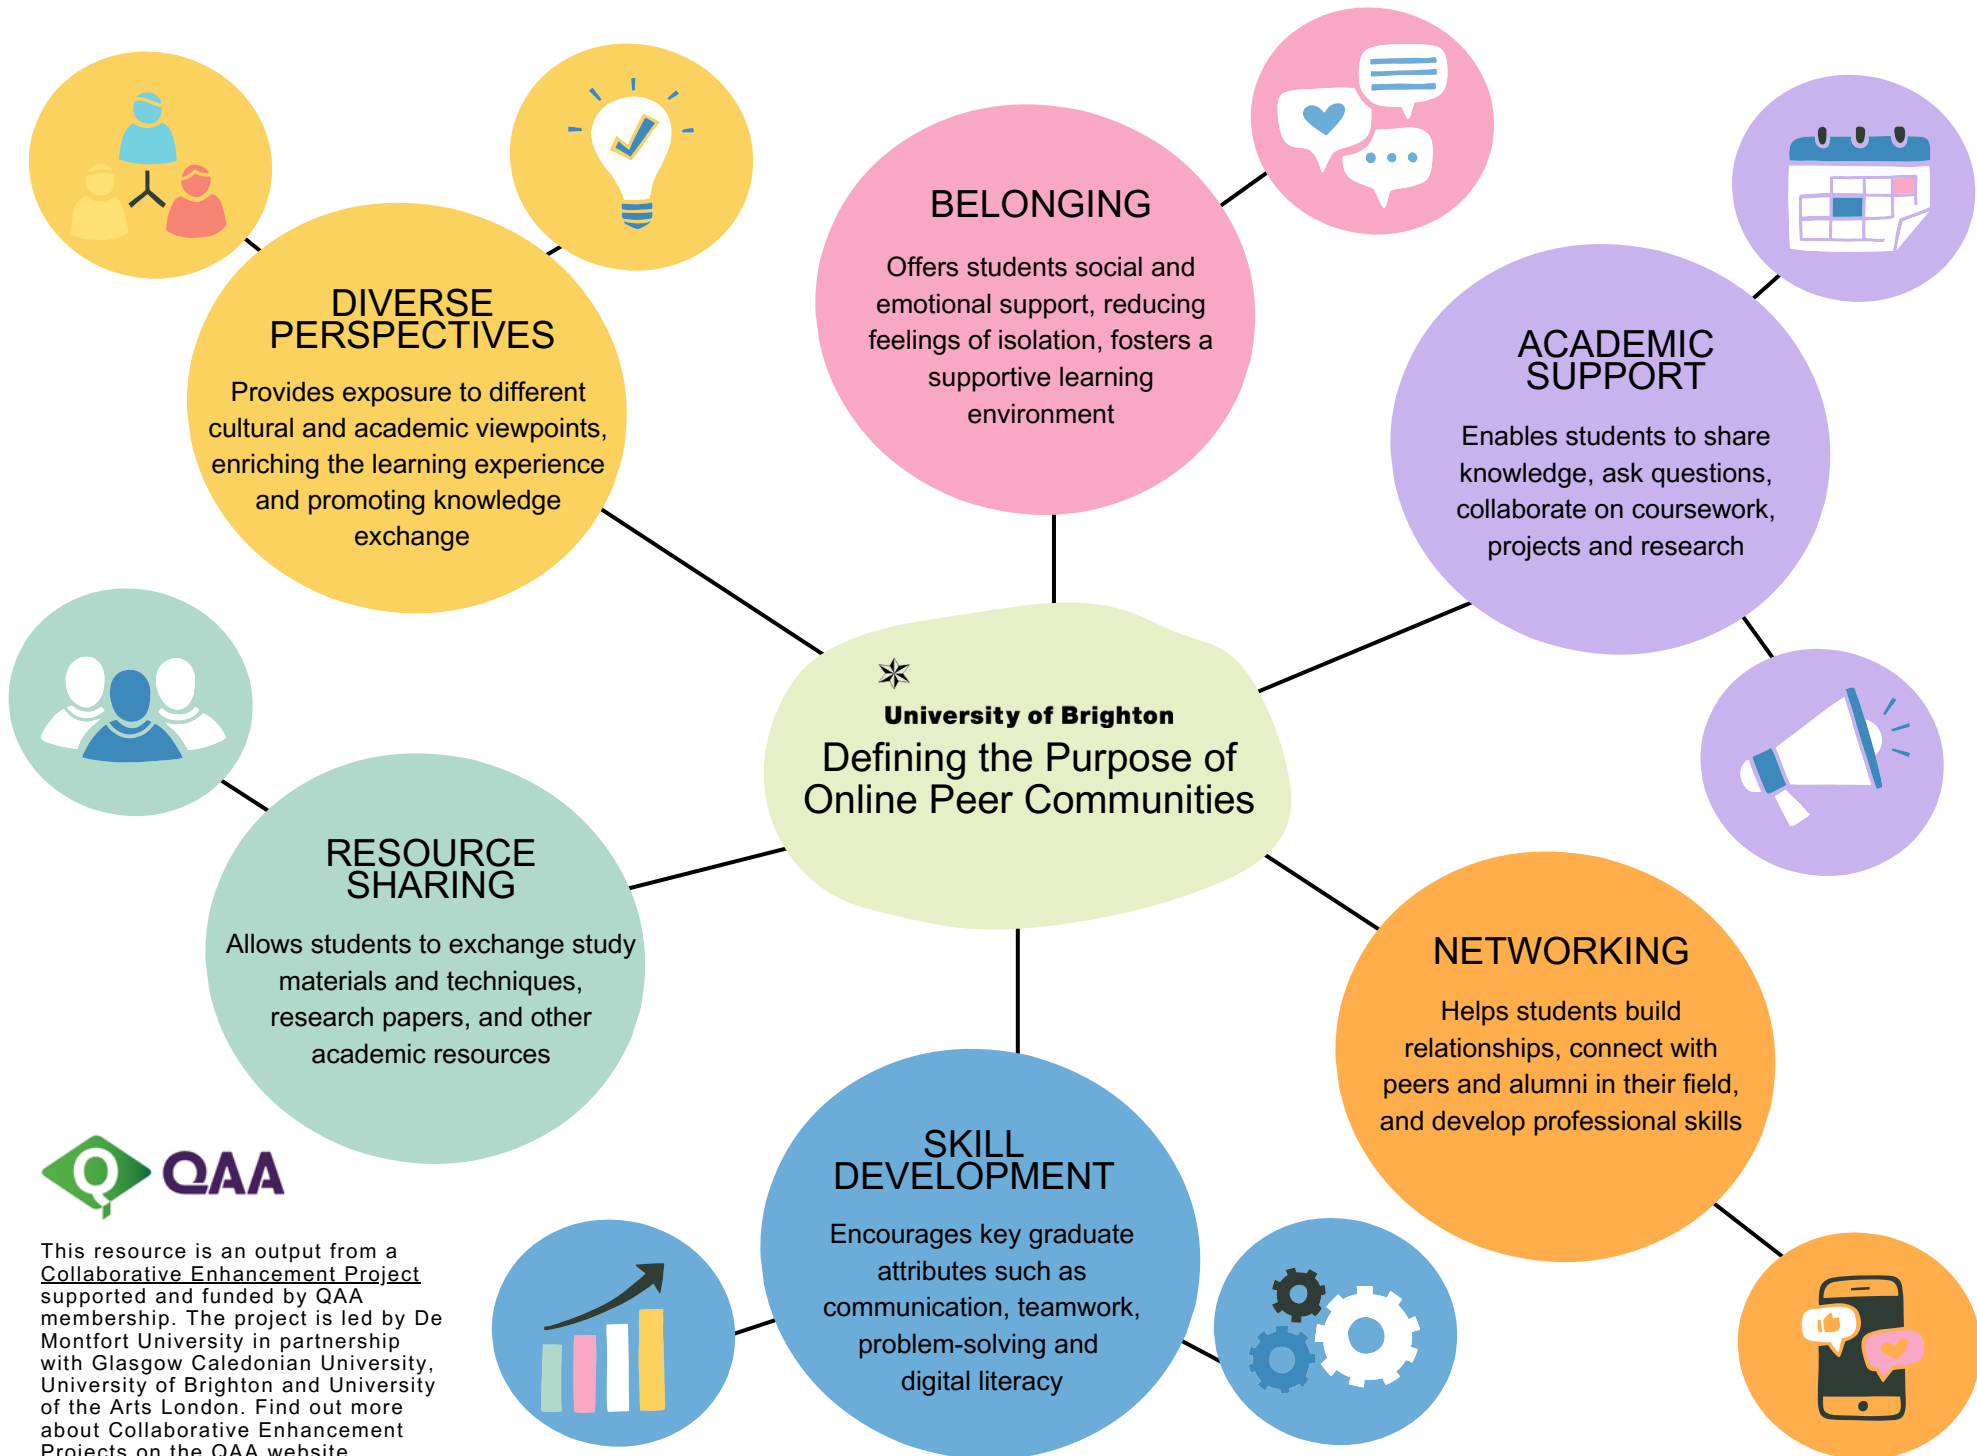 BELONGING
Offers students social and
emotional support, reducing
feelings of isolation, fosters a
supportive learning
environment
DIVERSE
PERSPECTIVES
Provides exposure to different
cultural and academic viewpoints,
enriching the learning experience
and promoting knowledge
exchange
ACADEMIC
SUPPORT
Enables students to share
knowledge, ask questions,
collaborate on coursework,
projects and research
University of Brighton
Defining the Purpose of
Online Peer Communities
RESOURCE
SHARING
Allows students to exchange study
materials and techniques,
research papers, and other
academic resources
NETWORKING
Helps students build
relationships, connect with
peers and alumni in their field,
and develop professional skills
SKILL
DEVELOPMENT
Encourages key graduate
attributes such as
communication, teamwork,
problem-solving and
digital literacy
QAA
This resource is an output from a
Collaborative Enhancement Project
supported and funded by QAA
membership. The project is led by De
Montfort University in partnership
with Glasgow Caledonian University,
University of Brighton and University
of the Arts London. Find out more
about Collaborative Enhancement
Projects on the QAA website